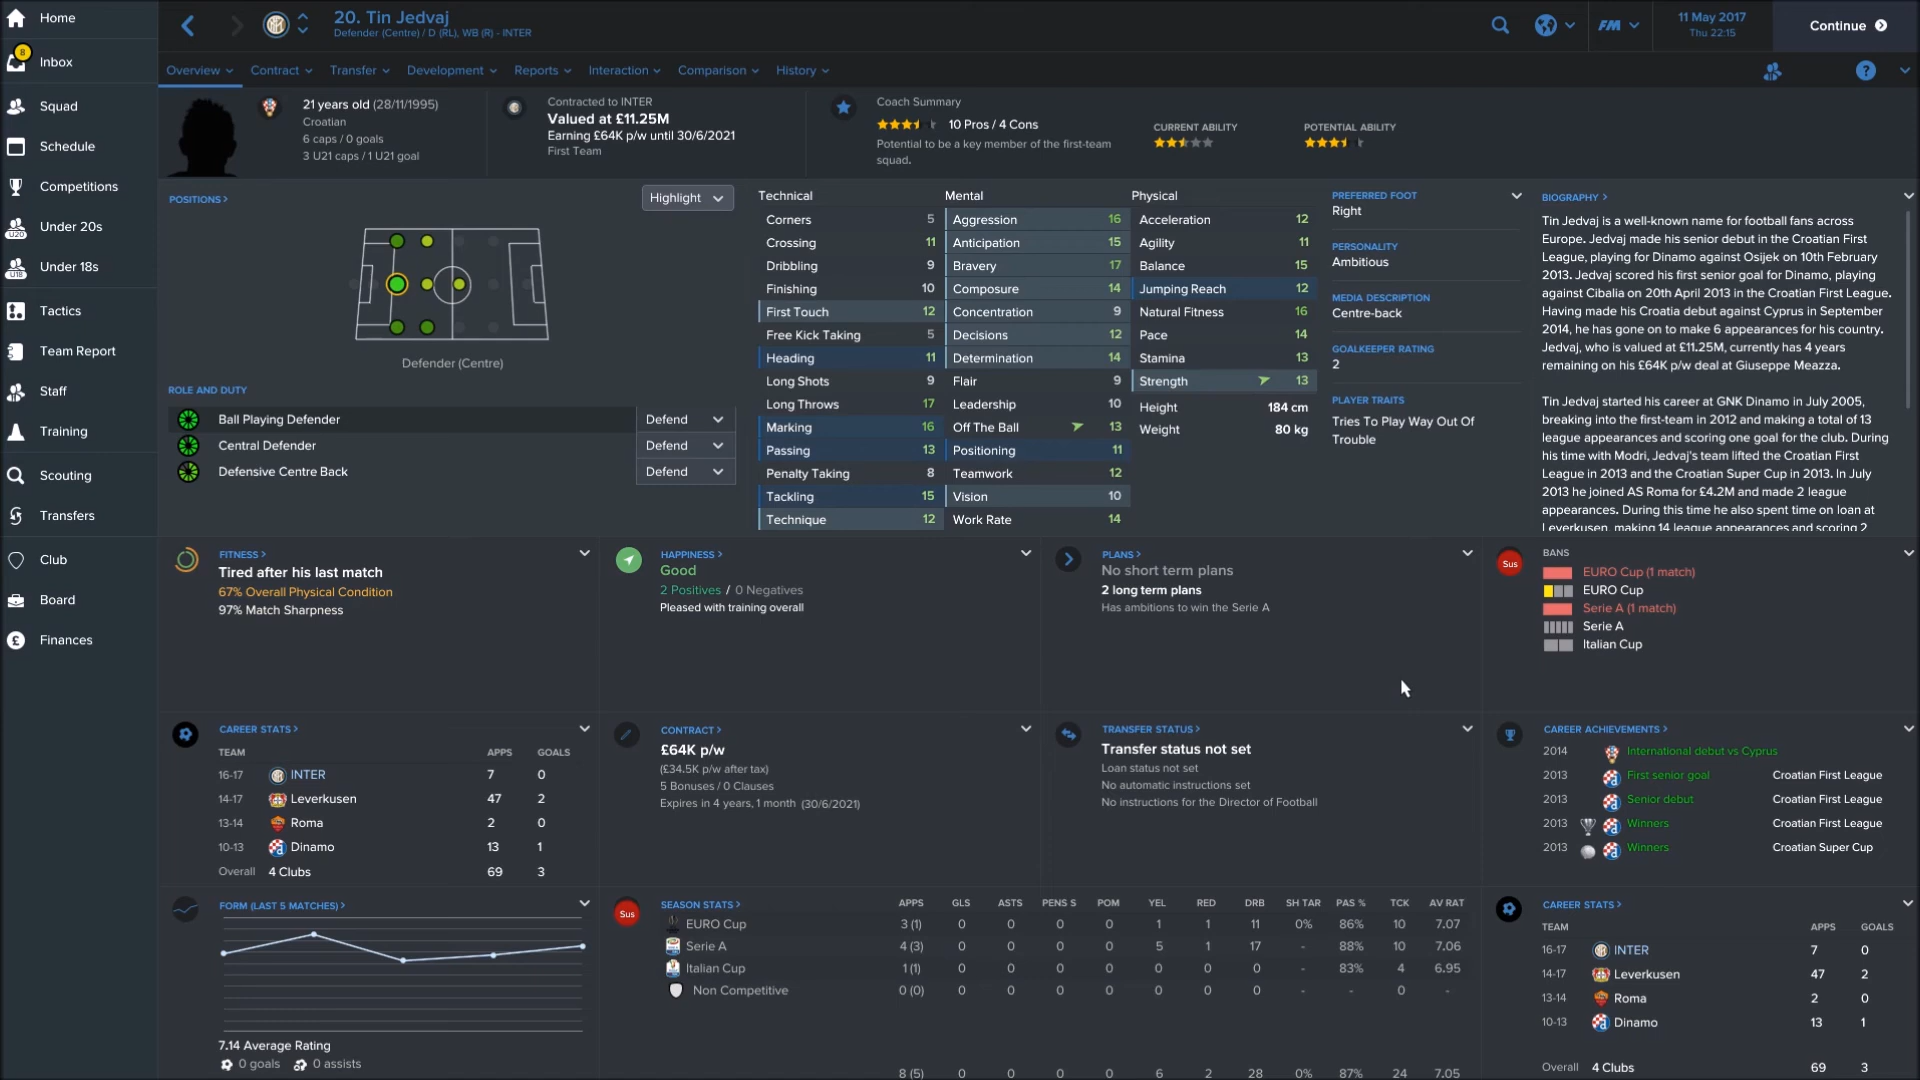 Home
8
Inbox
Squad
Schedule
Competitions
U20
Under 20s
U18
Under 18s
Tactics
Team Report
Staff
Training
Scouting
Transfers
Club
Board
Finances
20. Tin Jedvaj
Defender (Centre) / D (RL), WB (R) - INTER
FM
11 May 2017
Thu 22:15
Continue
Overview
Contract
Transfer
Development
Reports
Interaction
Comparison
History
?
21 years old (28/11/1995)
Croatian
6 caps / 0 goals
3 U21 caps / 1 U21 goal
Contracted to INTER
Valued at £11.25M
Earning £64K p/w until 30/6/2021
First Team
Coach Summary
10 Pros / 4 Cons
Potential to be a key member of the first-team
squad.
CURRENT ABILITY
POTENTIAL ABILITY
POSITIONS >
Highlight
Defender (Centre)
ROLE AND DUTY
Ball Playing Defender Defend
Central Defender Defend
Defensive Centre Back Defend
Technical
Corners 5
Crossing 11
Dribbling 9
Finishing 10
First Touch 12
Free Kick Taking 5
Heading 11
Long Shots 9
Long Throws 17
Marking 16
Passing 13
Penalty Taking 8
Tackling 15
Technique 12
Mental
Aggression 16
Anticipation 15
Bravery 17
Composure 14
Concentration 9
Decisions 12
Determination 14
Flair 9
Leadership 10
Off The Ball 13
Positioning 11
Teamwork 12
Vision 10
Work Rate 14
Physical
Acceleration 12
Agility 11
Balance 15
Jumping Reach 12
Natural Fitness 16
Pace 14
Stamina 13
Strength 13
Height 184 cm
Weight 80 kg
PREFERRED FOOT
Right
PERSONALITY
Ambitious
MEDIA DESCRIPTION
Centre-back
GOALKEEPER RATING
2
PLAYER TRAITS
Tries To Play Way Out Of
Trouble
BIOGRAPHY >
Tin Jedvaj is a well-known name for football fans across
Europe. Jedvaj made his senior debut in the Croatian First
League, playing for Dinamo against Osijek on 10th February
2013. Jedvaj scored his first senior goal for Dinamo, playing
against Cibalia on 20th April 2013 in the Croatian First League.
Having made his Croatia debut against Cyprus in September
2014, he has gone on to make 6 appearances for his country.
Jedvaj, who is valued at £11.25M, currently has 4 years
remaining on his £64K p/w deal at Giuseppe Meazza.
Tin Jedvaj started his career at GNK Dinamo in July 2005,
breaking into the first-team in 2012 and making a total of 13
league appearances and scoring one goal for the club. During
his time with Modri, Jedvaj's team lifted the Croatian First
League in 2013 and the Croatian Super Cup in 2013. In July
2013 he joined AS Roma for £4.2M and made 2 league
appearances. During this time he also spent time on loan at
Leverkusen, making 14 league appearances and scoring 2
FITNESS >
Tired after his last match
67% Overall Physical Condition
97% Match Sharpness
HAPPINESS >
Good
2 Positives / 0 Negatives
Pleased with training overall
PLANS >
No short term plans
2 long term plans
Has ambitions to win the Serie A
Sus
BANS
EURO Cup (1 match)
EURO Cup
Serie A (1 match)
Serie A
Italian Cup
CAREER STATS >
TEAM APPS GOALS
16-17 INTER 7 0
14-17 Leverkusen 47 2
13-14 Roma 2 0
10-13 Dinamo 13 1
Overall 4 Clubs 69 3
CONTRACT >
£64K p/w
(£34.5K p/w after tax)
5 Bonuses / 0 Clauses
Expires in 4 years, 1 month (30/6/2021)
TRANSFER STATUS >
Transfer status not set
Loan status not set
No automatic instructions set
No instructions for the Director of Football
CAREER ACHIEVEMENTS >
2014 International debut vs Cyprus
2013 First senior goal Croatian First League
2013 Senior debut Croatian First League
2013 Winners Croatian First League
2013 Winners Croatian Super Cup
FORM (LAST 5 MATCHES) >
7.14 Average Rating
0 goals 0 assists
Sus
SEASON STATS > APPS GLS ASTS PENS S POM YEL RED DRB SH TAR PAS % TCK AV RAT
EURO Cup 3 (1) 0 0 0 0 1 1 11 0% 86% 10 7.07
Serie A 4 (3) 0 0 0 0 5 1 17 - 88% 10 7.06
Italian Cup 1 (1) 0 0 0 0 0 0 0 - 83% 4 6.95
Non Competitive 0 (0) 0 0 0 0 0 0 0 - - 0 -
8 (5) 0 0 0 0 6 2 28 0% 87% 24 7.05
CAREER STATS >
TEAM APPS GOALS
16-17 INTER 7 0
14-17 Leverkusen 47 2
13-14 Roma 2 0
10-13 Dinamo 13 1
Overall 4 Clubs 69 3